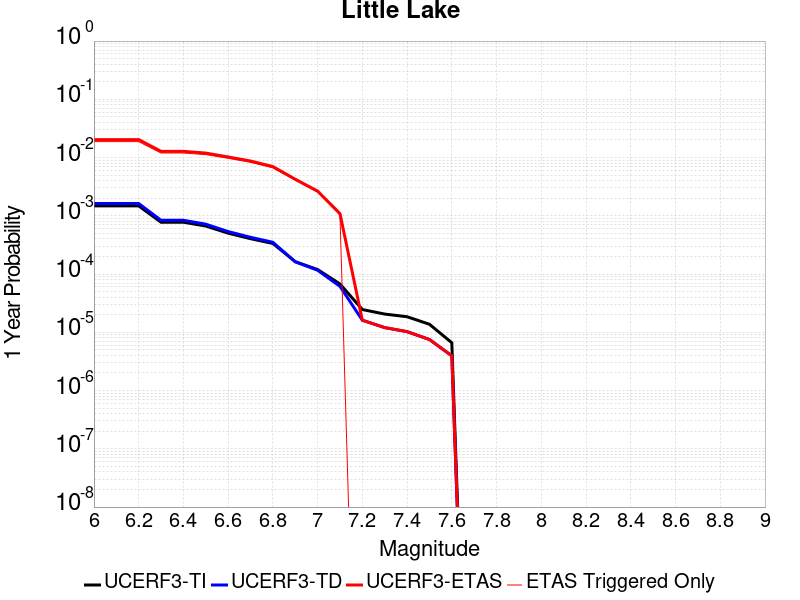 Little Lake
10^0
10^-1
10^-2
10^-3
10^-4
10^-5
10^-6
10^-7
10^-8
1 Year Probability
6 6.2 6.4 6.6 6.8 7 7.2 7.4 7.6 7.8 8 8.2 8.4 8.6 8.8 9
Magnitude
UCERF3-TI UCERF3-TD UCERF3-ETAS ETAS Triggered Only